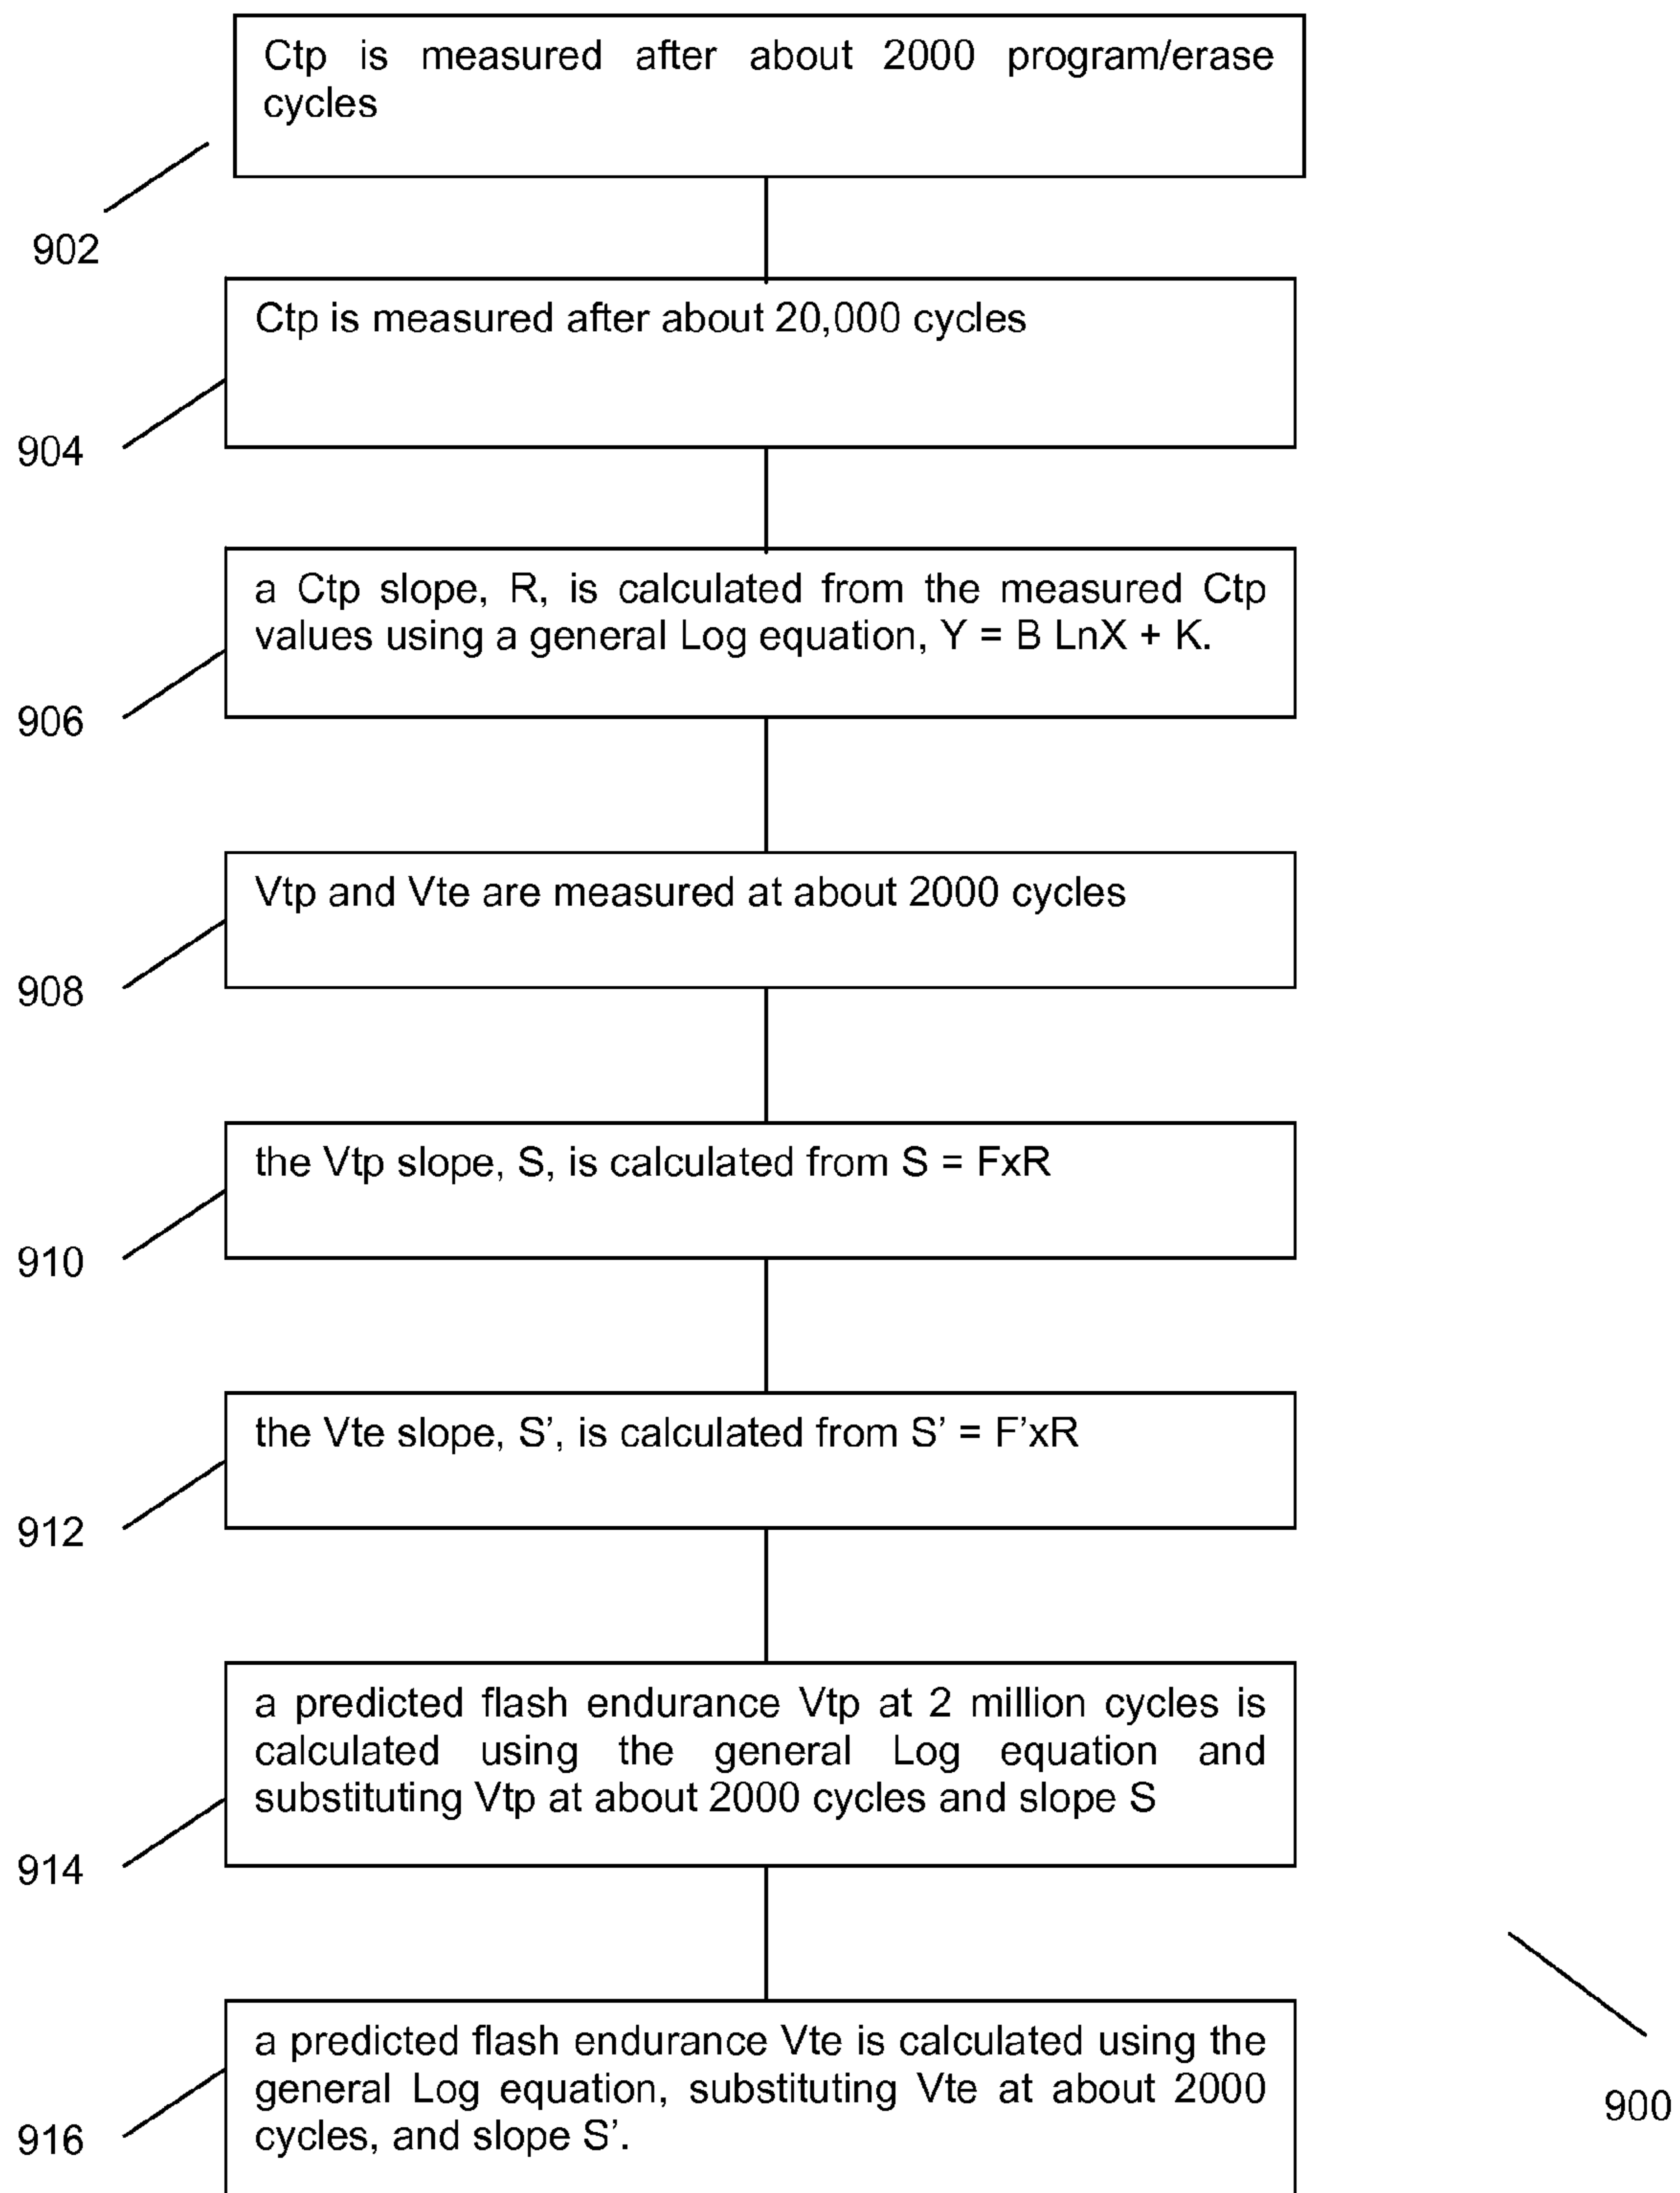 Ctp is measured after about 2000 program/erase
cycles
902
Ctp is measured after about 20,000 cycles
904
a Ctp slope, R, is calculated from the measured Ctp
values using a general Log equation, Y = B LnX + K.
906
Vtp and Vte are measured at about 2000 cycles
908
the Vtp slope, S, is calculated from S = FxR
910
the Vte slope, S’, is calculated from S’ = F’xR
912
a predicted flash endurance Vtp at 2 million cycles is
calculated using the general Log equation and
substituting Vtp at about 2000 cycles and slope S
914
a predicted flash endurance Vte is calculated using the
general Log equation, substituting Vte at about 2000
cycles, and slope S’.
916
900